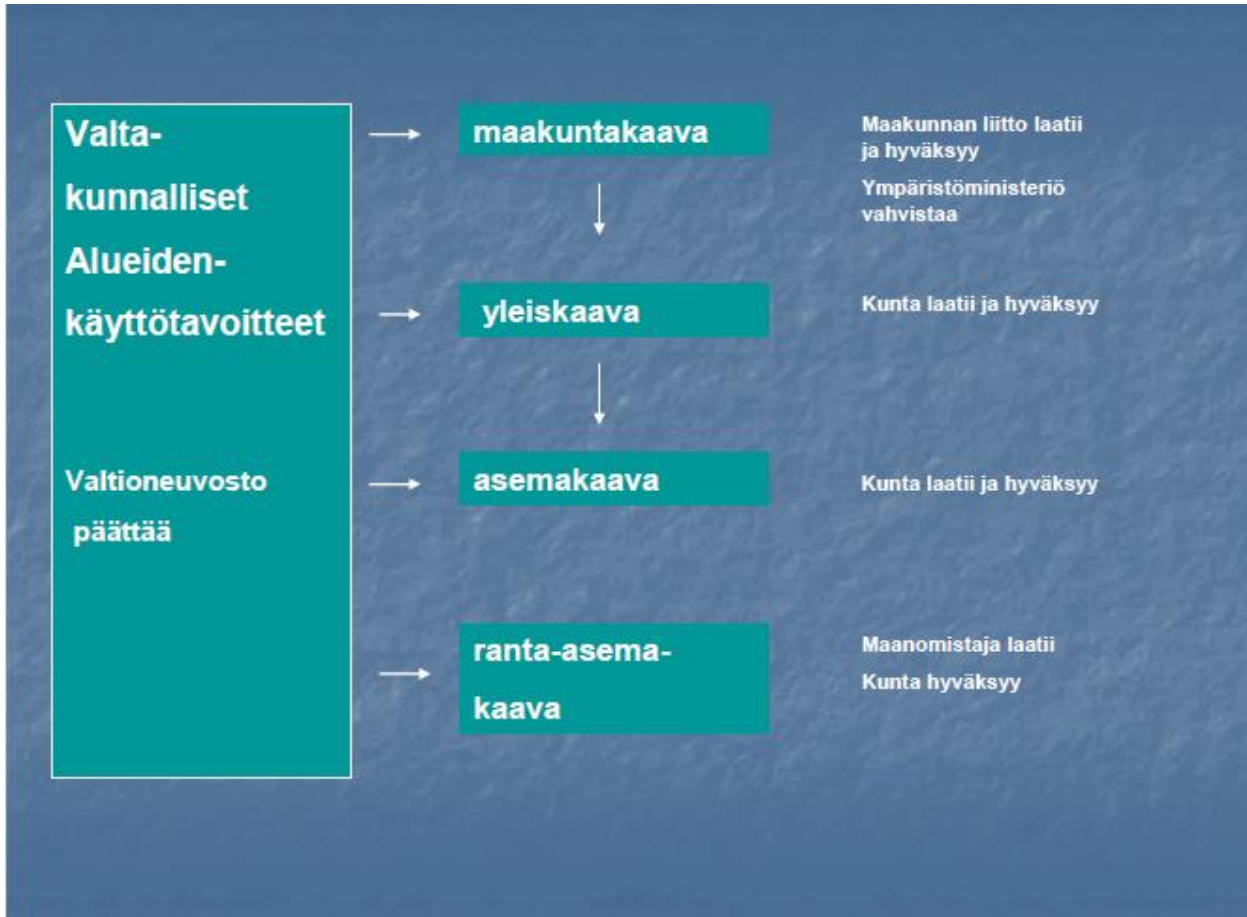 Valta-
kunnalliset
Alueiden-
käyttötavoitteet
Valtioneuvosto
päättää
maakuntakaava
Maakunnan liitto laatii
ja hyväksyy
Ympäristöministeriö
vahvistaa
yleiskaava
Kunta laatii ja hyväksyy
asemakaava
Kunta laatii ja hyväksyy
ranta-asema-
kaava
Maanomistaja laatii
Kunta hyväksyy